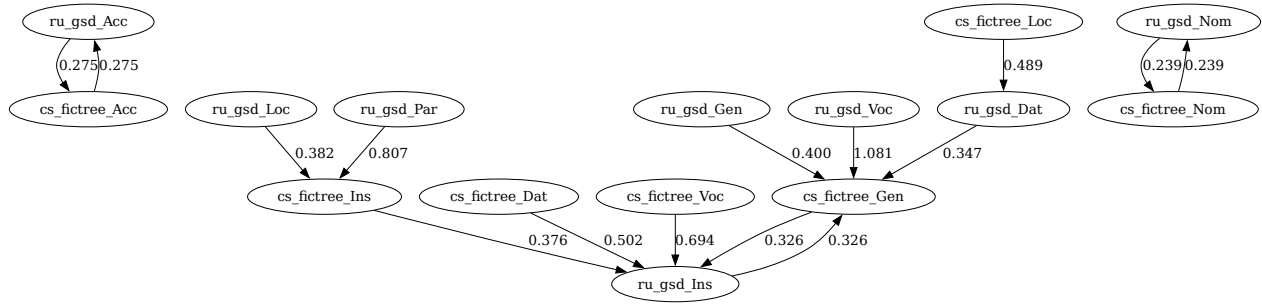 ru_gsd_Acc
cs_fictree_Loc
ru_gsd_Nom
0.275
0.275
0.489
0.239
0.239
cs_fictree_Acc
ru_gsd_Loc
ru_gsd_Par
ru_gsd_Gen
ru_gsd_Voc
ru_gsd_Dat
cs_fictree_Nom
0.382
0.807
0.400
1.081
0.347
cs_fictree_Ins
cs_fictree_Dat
cs_fictree_Voc
cs_fictree_Gen
0.376
0.502
0.694
0.326
0.326
ru_gsd_Ins